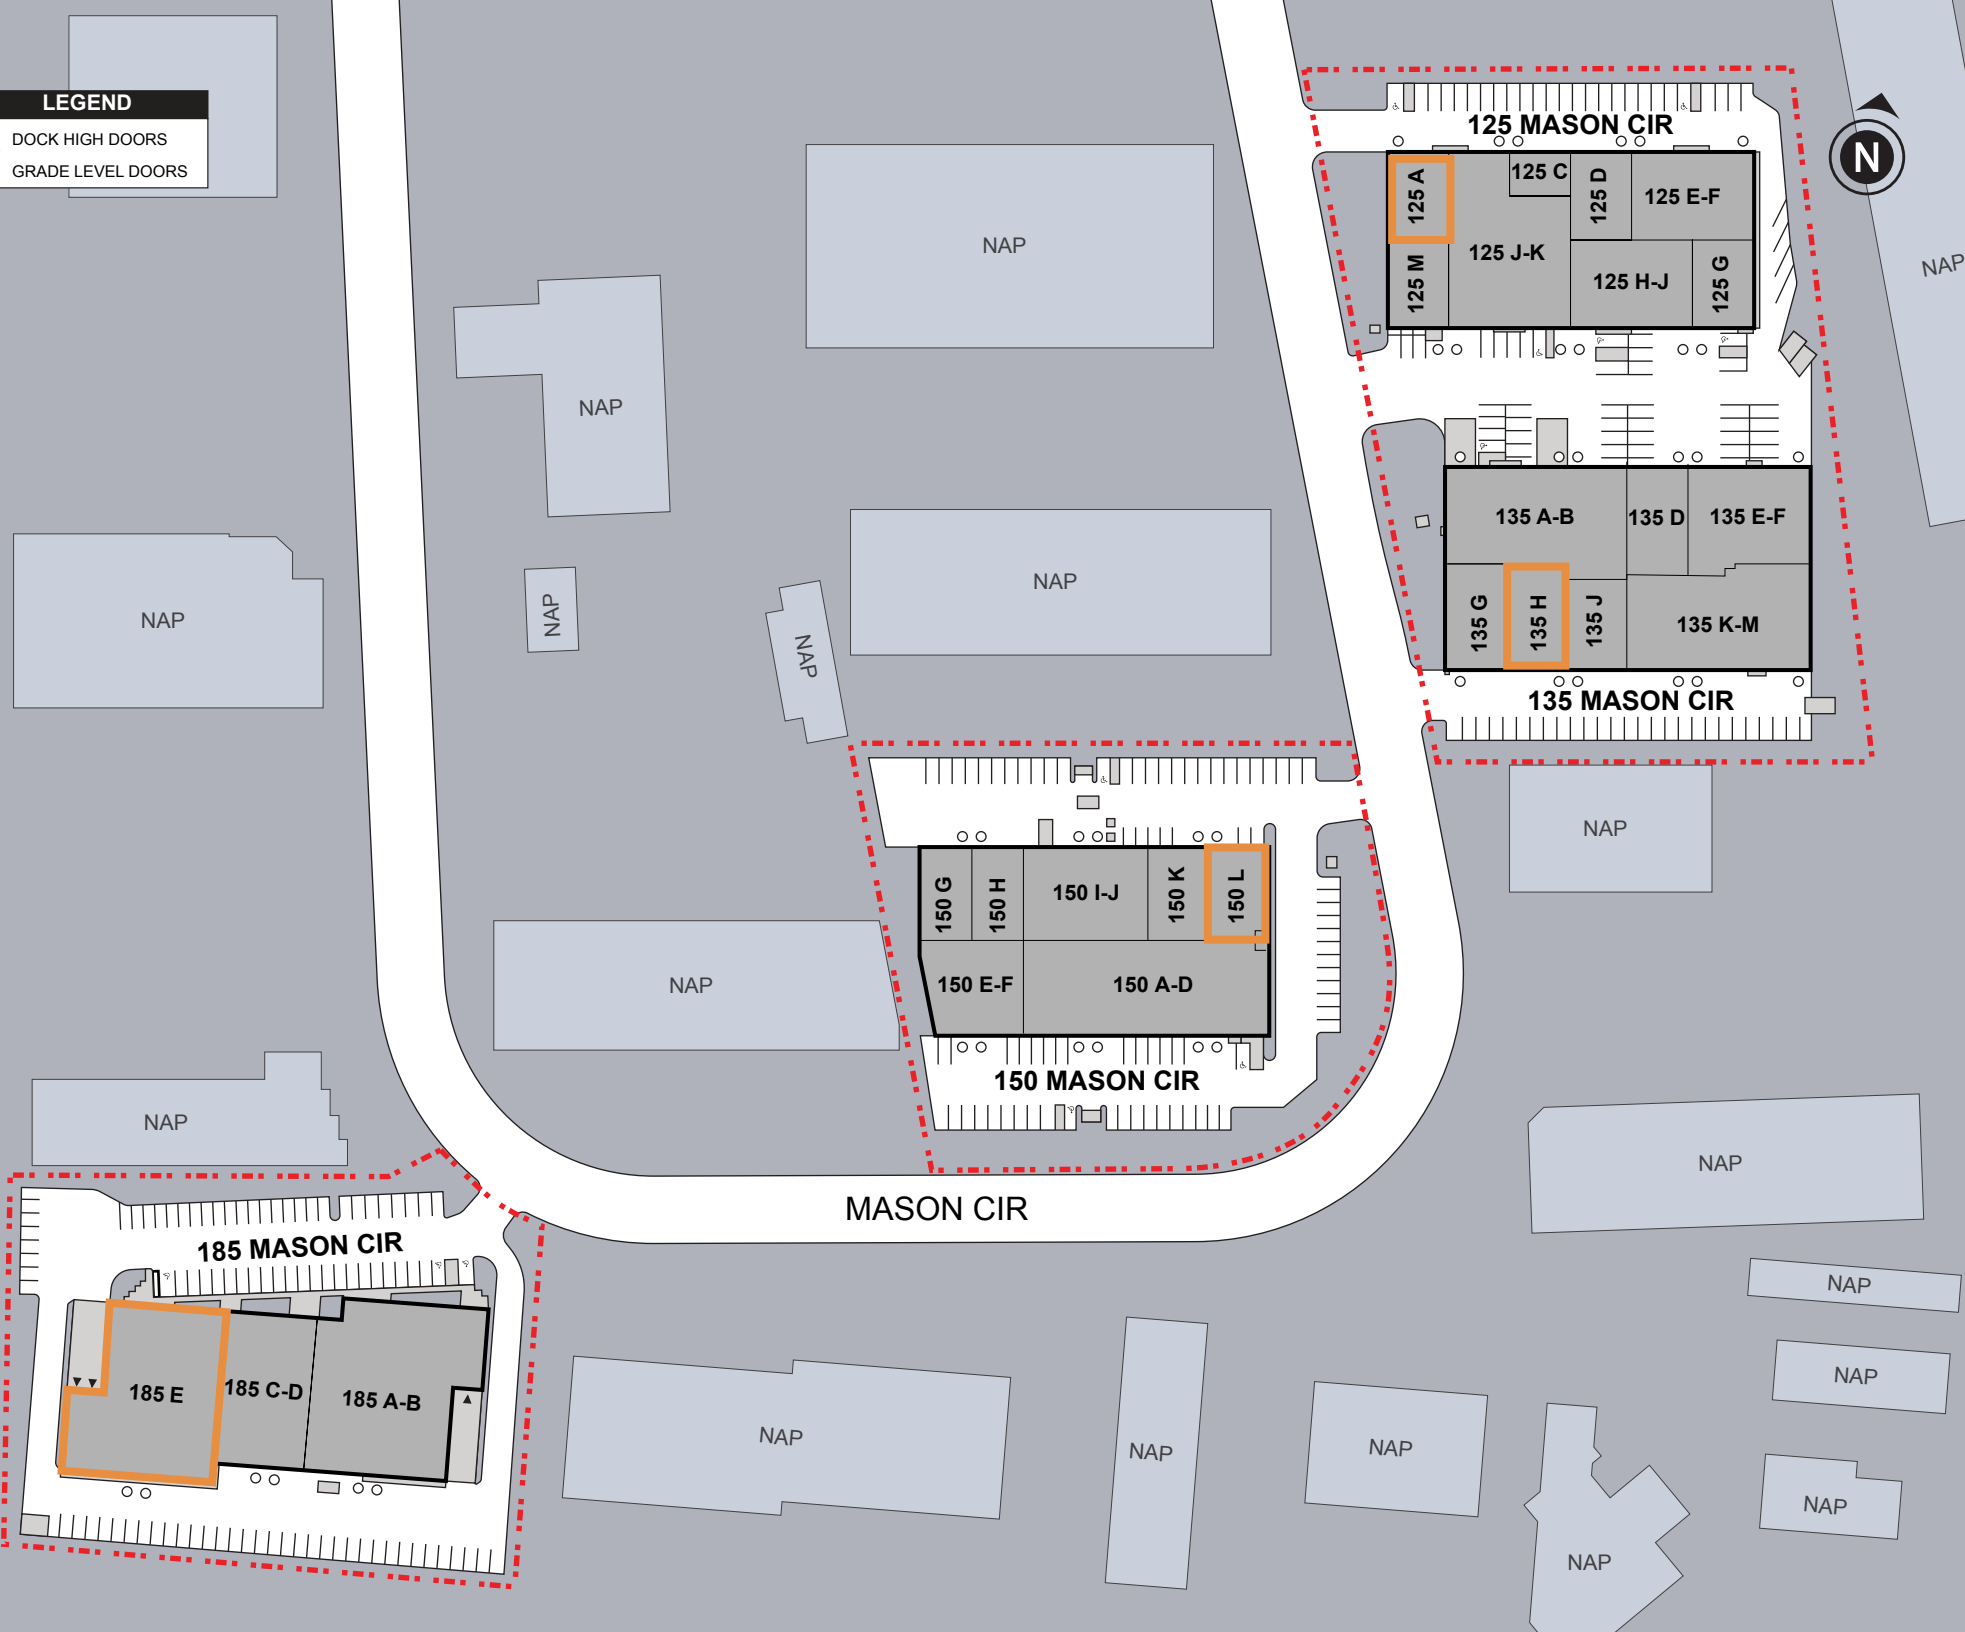 LEGEND
DOCK HIGH DOORS
GRADE LEVEL DOORS
125 MASON CIR
N
125 A
125 C
125 D
125 E-F
125 J-K
125 M
125 H-J
125 G
NAP
NAP
NAP
135 A-B
135 D
135 E-F
NAP
NAP
NAP
NAP
135 G
135 H
135 J
135 K-M
135 MASON CIR
NAP
NAP
150 G
150 H
150 I-J
150 K
150 L
150 E-F
150 A-D
NAP
150 MASON CIR
NAP
NAP
MASON CIR
185 MASON CIR
NAP
185 E
185 C-D
185 A-B
NAP
NAP
NAP
NAP
NAP
NAP